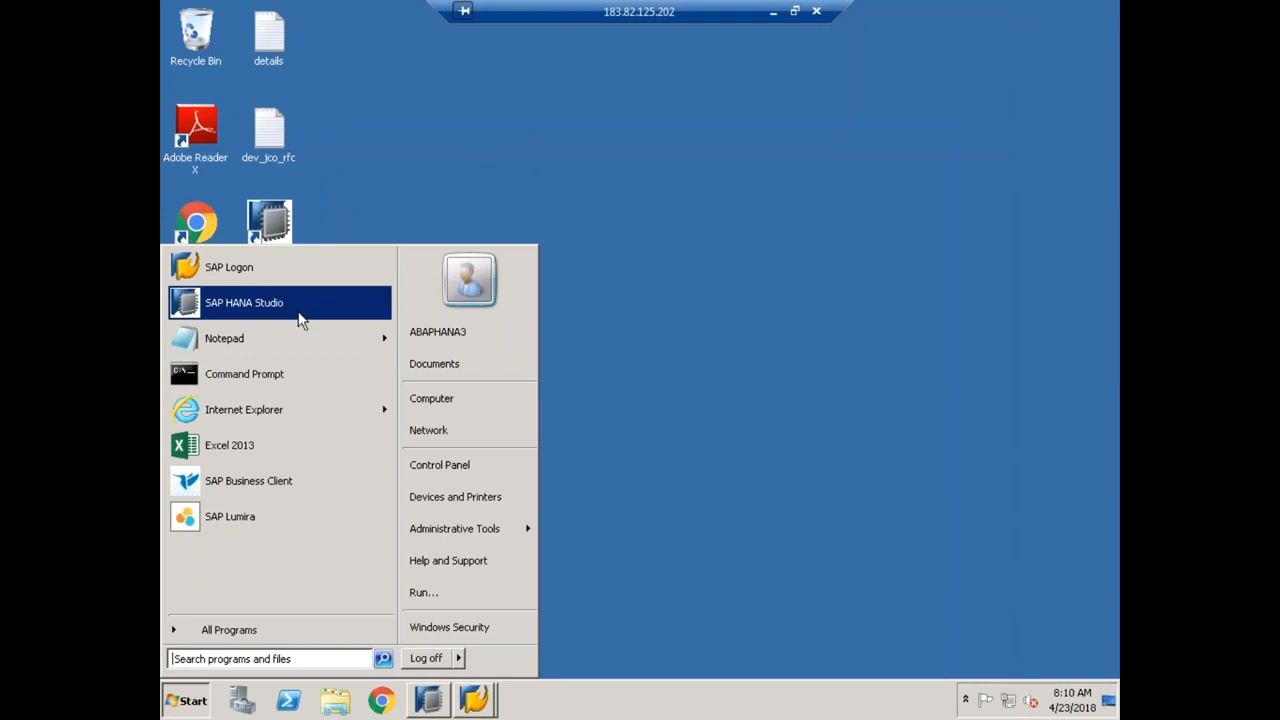 183.82.125.202
Recycle Bin
details
Adobe Reader
X
dev_jco_rfc
SAP Logon
SAP HANA Studio
Notepad
Command Prompt
Internet Explorer
Excel 2013
SAP Business Client
SAP Lumira
All Programs
Search programs and files
ABAPHANA3
Documents
Computer
Network
Control Panel
Devices and Printers
Administrative Tools
Help and Support
Run...
Windows Security
Log off
Start
8:10 AM
4/23/2018